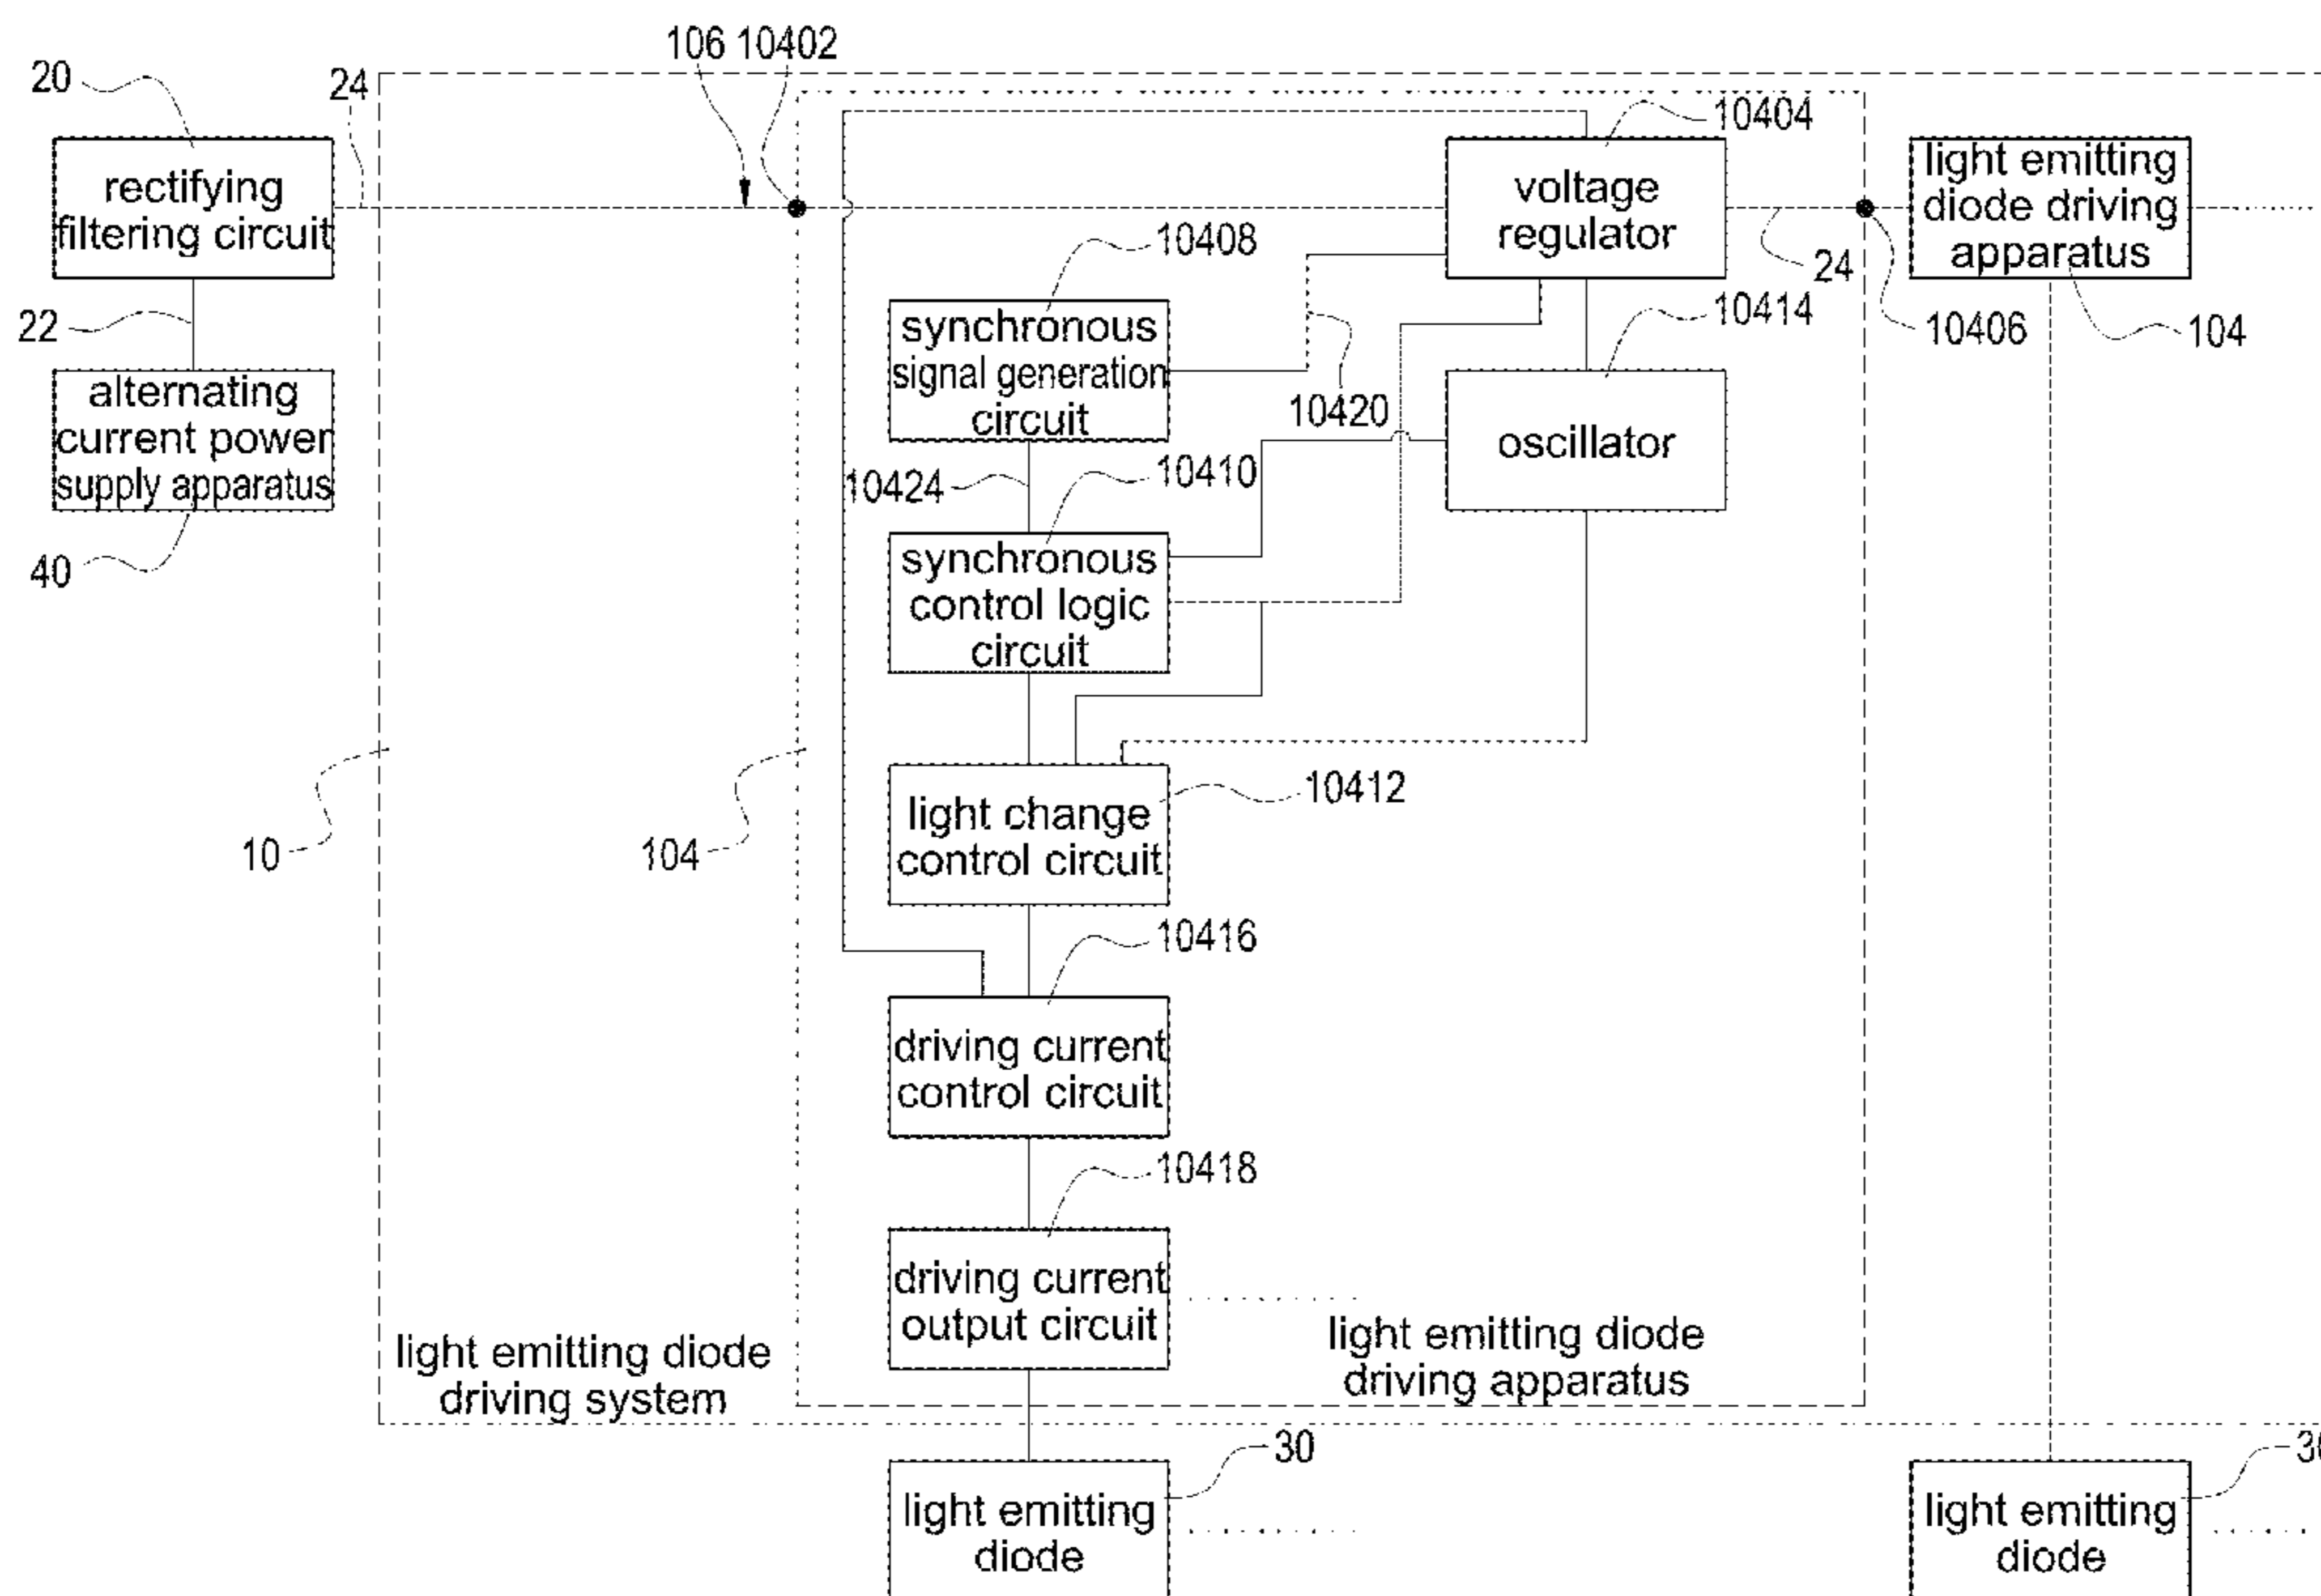 106 10402
20
24
10404
rectifying
filtering circuit
voltage
regulator
light emitting
diode driving
apparatus
10408
24
22
synchronous
signal generation
circuit
10414
10406
104
alternating
current power
supply apparatus
10420
oscillator
10424
10410
40
synchronous
control logic
circuit
10412
light change
control circuit
10
104
10416
driving current
control circuit
10418
driving current
output circuit
light emitting diode
driving system
light emitting diode
driving apparatus
30
light emitting
diode
30
light emitting
diode